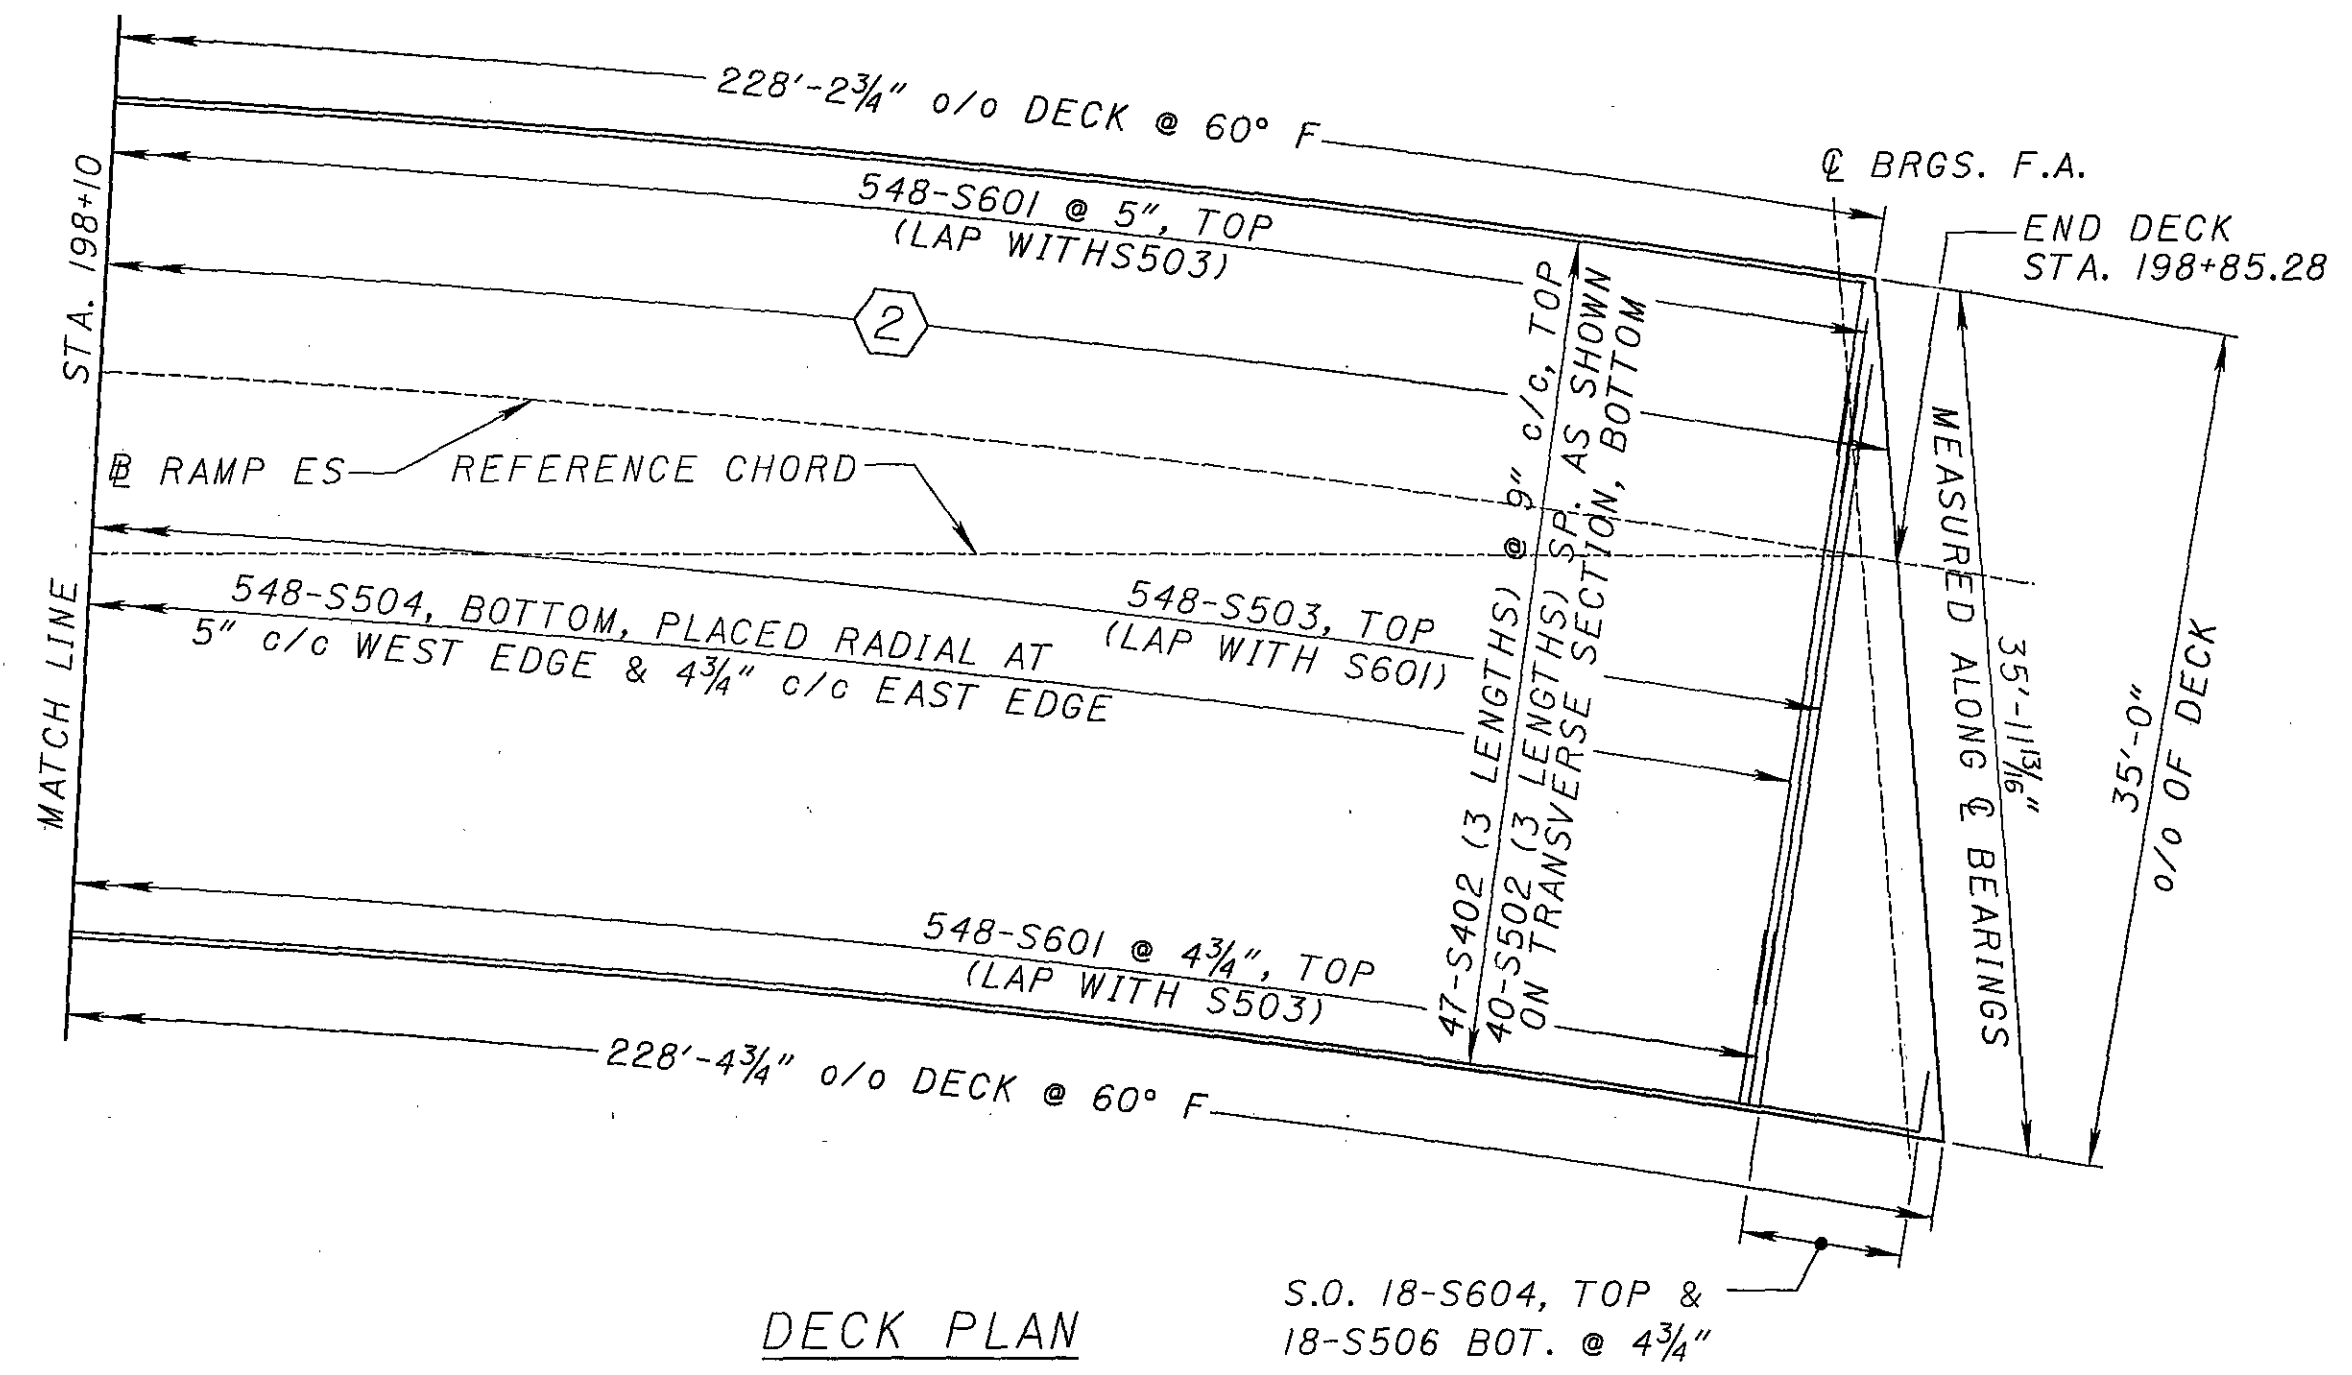 228'-2¾" o/o DECK @ 60° F
℄ BRGS. F.A.
END DECK
STA. 198+85.28
548-S601 @ 5", TOP
(LAP WITHS503)
2
MATCH LINE STA. 198+10
℔ RAMP ES
REFERENCE CHORD
548-S503, TOP
(LAP WITH S601)
548-S504, BOTTOM, PLACED RADIAL AT
5" c/c WEST EDGE & 4¾" c/c EAST EDGE
47-S402 (3 LENGTHS) @ 9" c/c, TOP
40-S502 (3 LENGTHS) SP. AS SHOWN
ON TRANSVERSE SECTION, BOTTOM
35'-11 13/16"
MEASURED ALONG ℄ BEARINGS
35'-0"
o/o OF DECK
548-S601 @ 4¾", TOP
(LAP WITH S503)
228'-4¾" o/o DECK @ 60° F
S.O. 18-S604, TOP &
18-S506 BOT. @ 4¾"
DECK PLAN